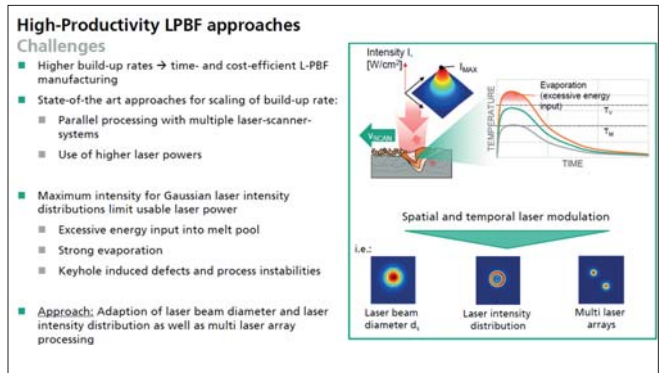 High-Productivity LPBF approaches
Challenges
Higher build-up rates → time- and cost-efficient L-PBF
manufacturing
State-of-the art approaches for scaling of build-up rate:
Parallel processing with multiple laser-scanner-
systems
Use of higher laser powers
Maximum intensity for Gaussian laser intensity
distributions limit usable laser power
Excessive energy input into melt pool
Strong evaporation
Keyhole induced defects and process instabilities
Approach: Adaption of laser beam diameter and laser
intensity distribution as well as multi laser array
processing
Intensity I,
[W/cm²]
I_MAX
V_SCAN
TEMPERATURE
Evaporation
(excessive energy
input)
T_V
T_M
TIME
Spatial and temporal laser modulation
i.e.:
Laser beam
diameter d_s
Laser intensity
distribution
Multi laser
arrays